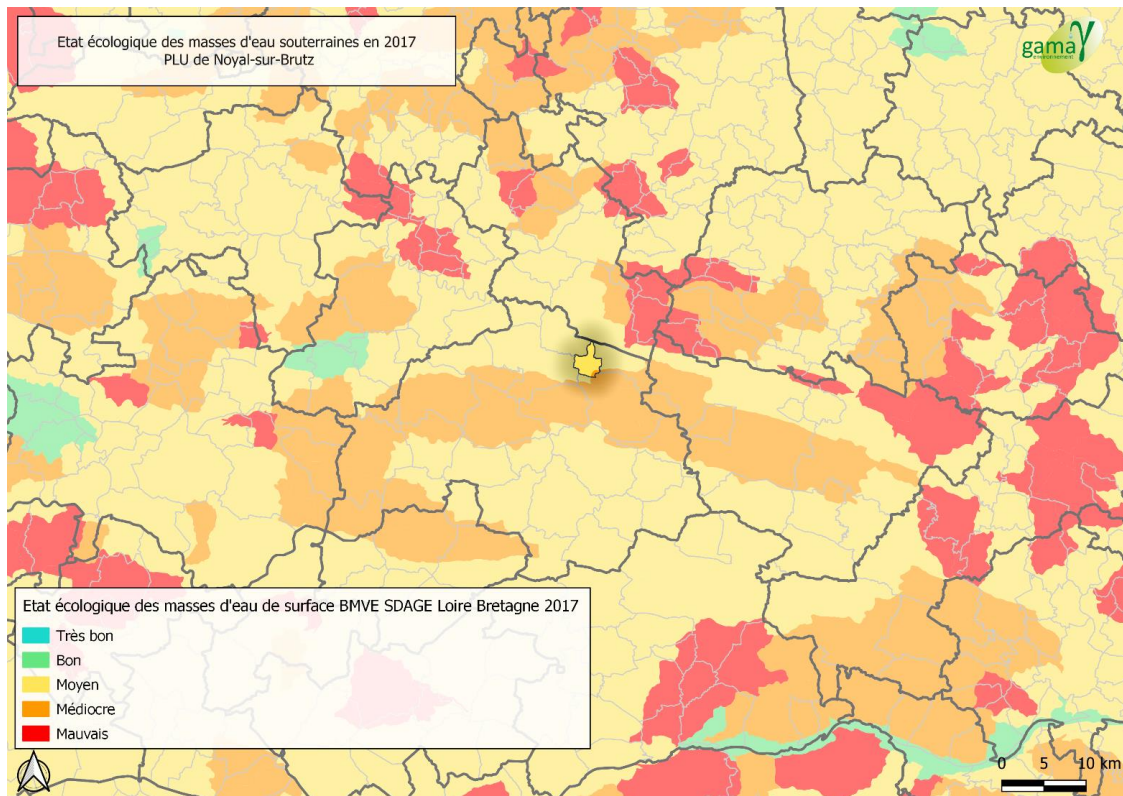 Etat écologique des masses d'eau souterraines en 2017
PLU de Noyal-sur-Brutz
gama
environnement
Etat écologique des masses d'eau de surface BMVE SDAGE Loire Bretagne 2017
Très bon
Bon
Moyen
Médiocre
Mauvais
0 5 10 km